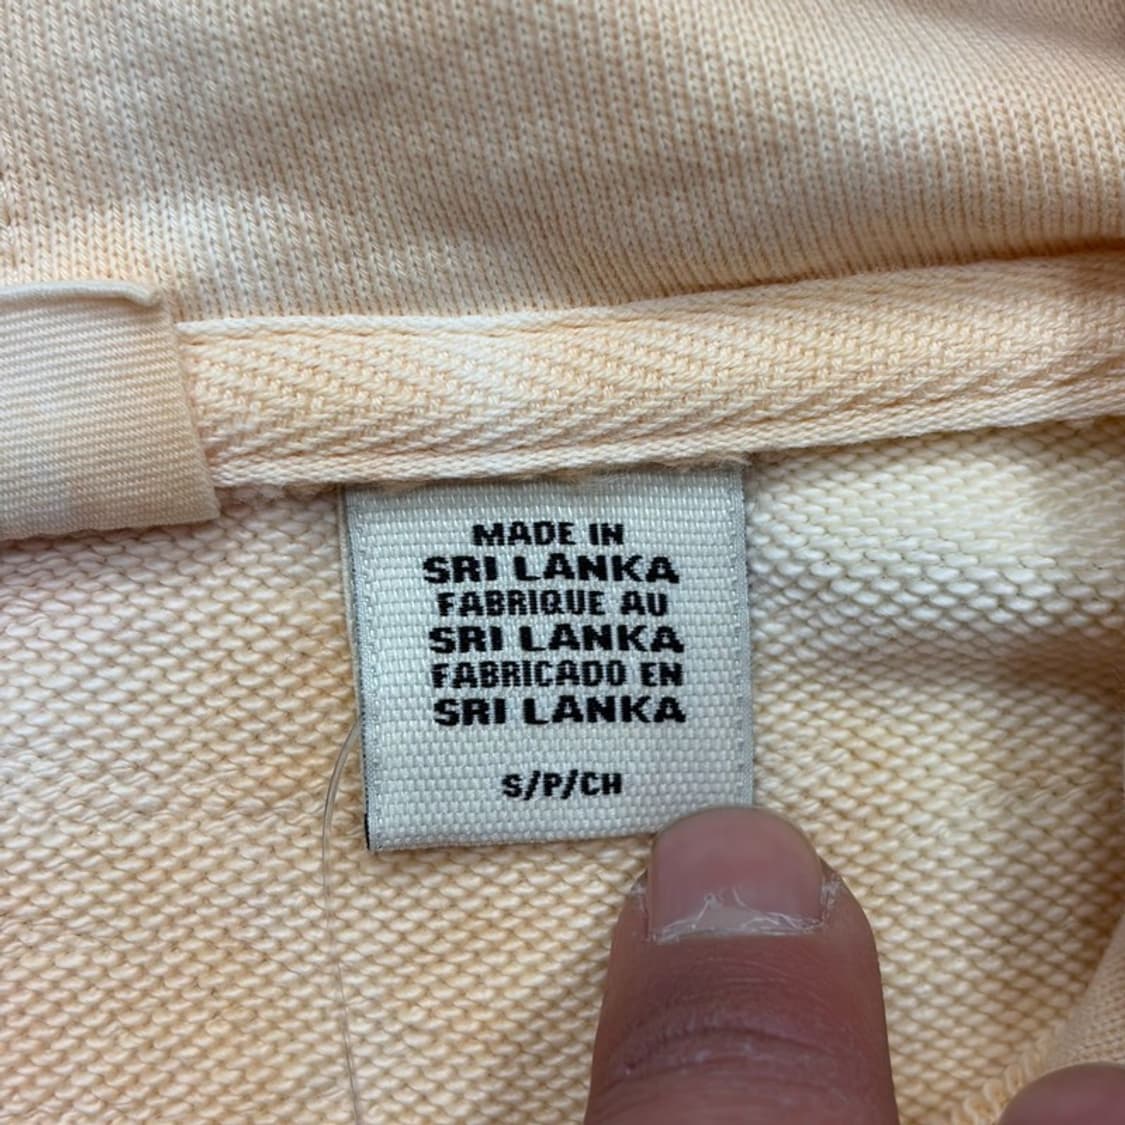 MADE IN
SRI LANKA
FABRIQUE AU
SRI LANKA
FABRICADO EN
SRI LANKA
S/P/CH